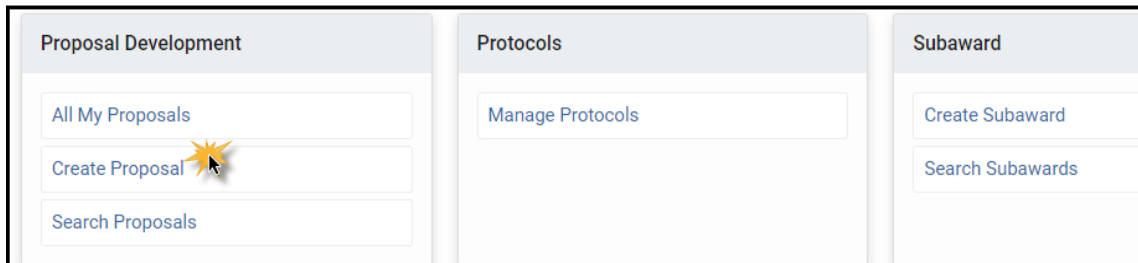 Proposal Development
All My Proposals
Create Proposal
Search Proposals
Protocols
Manage Protocols
Subaward
Create Subaward
Search Subawards